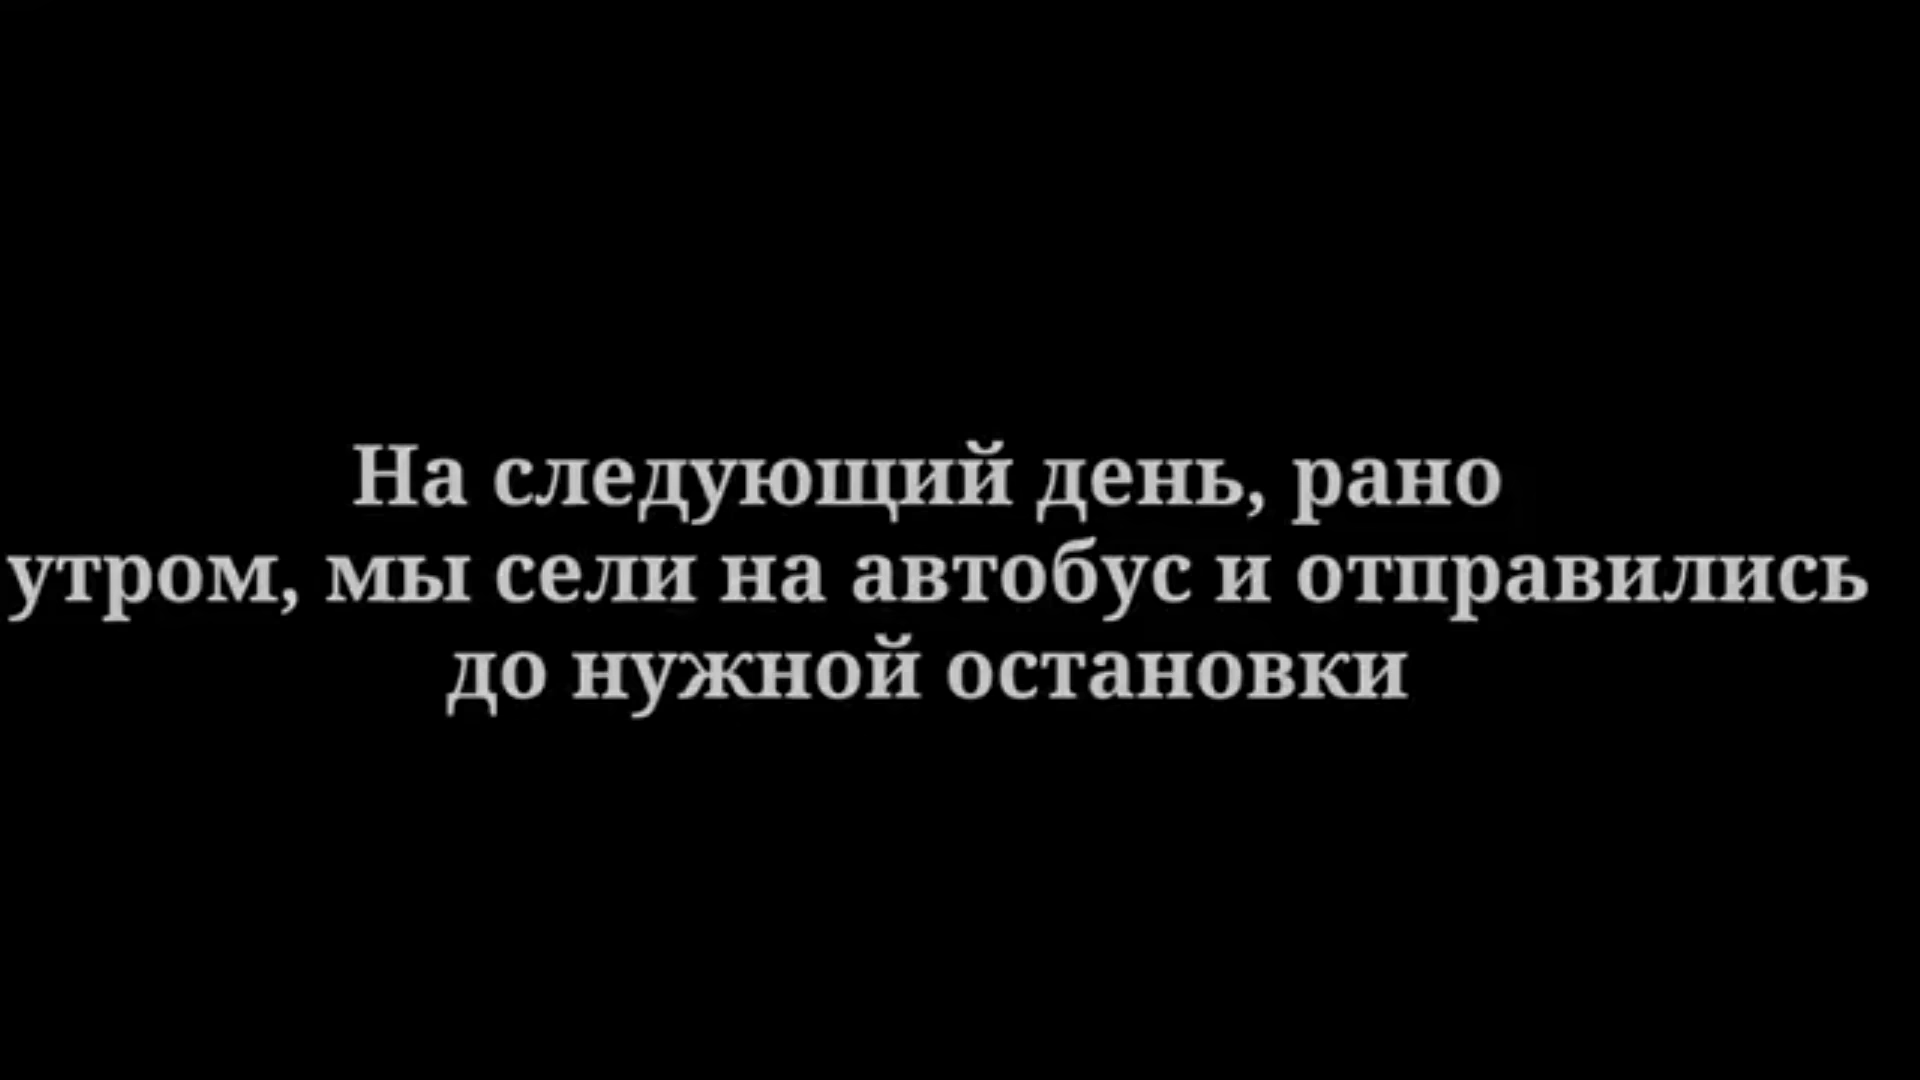 На следующий день, рано
утром, мы сели на автобус и отправились
до нужной остановки